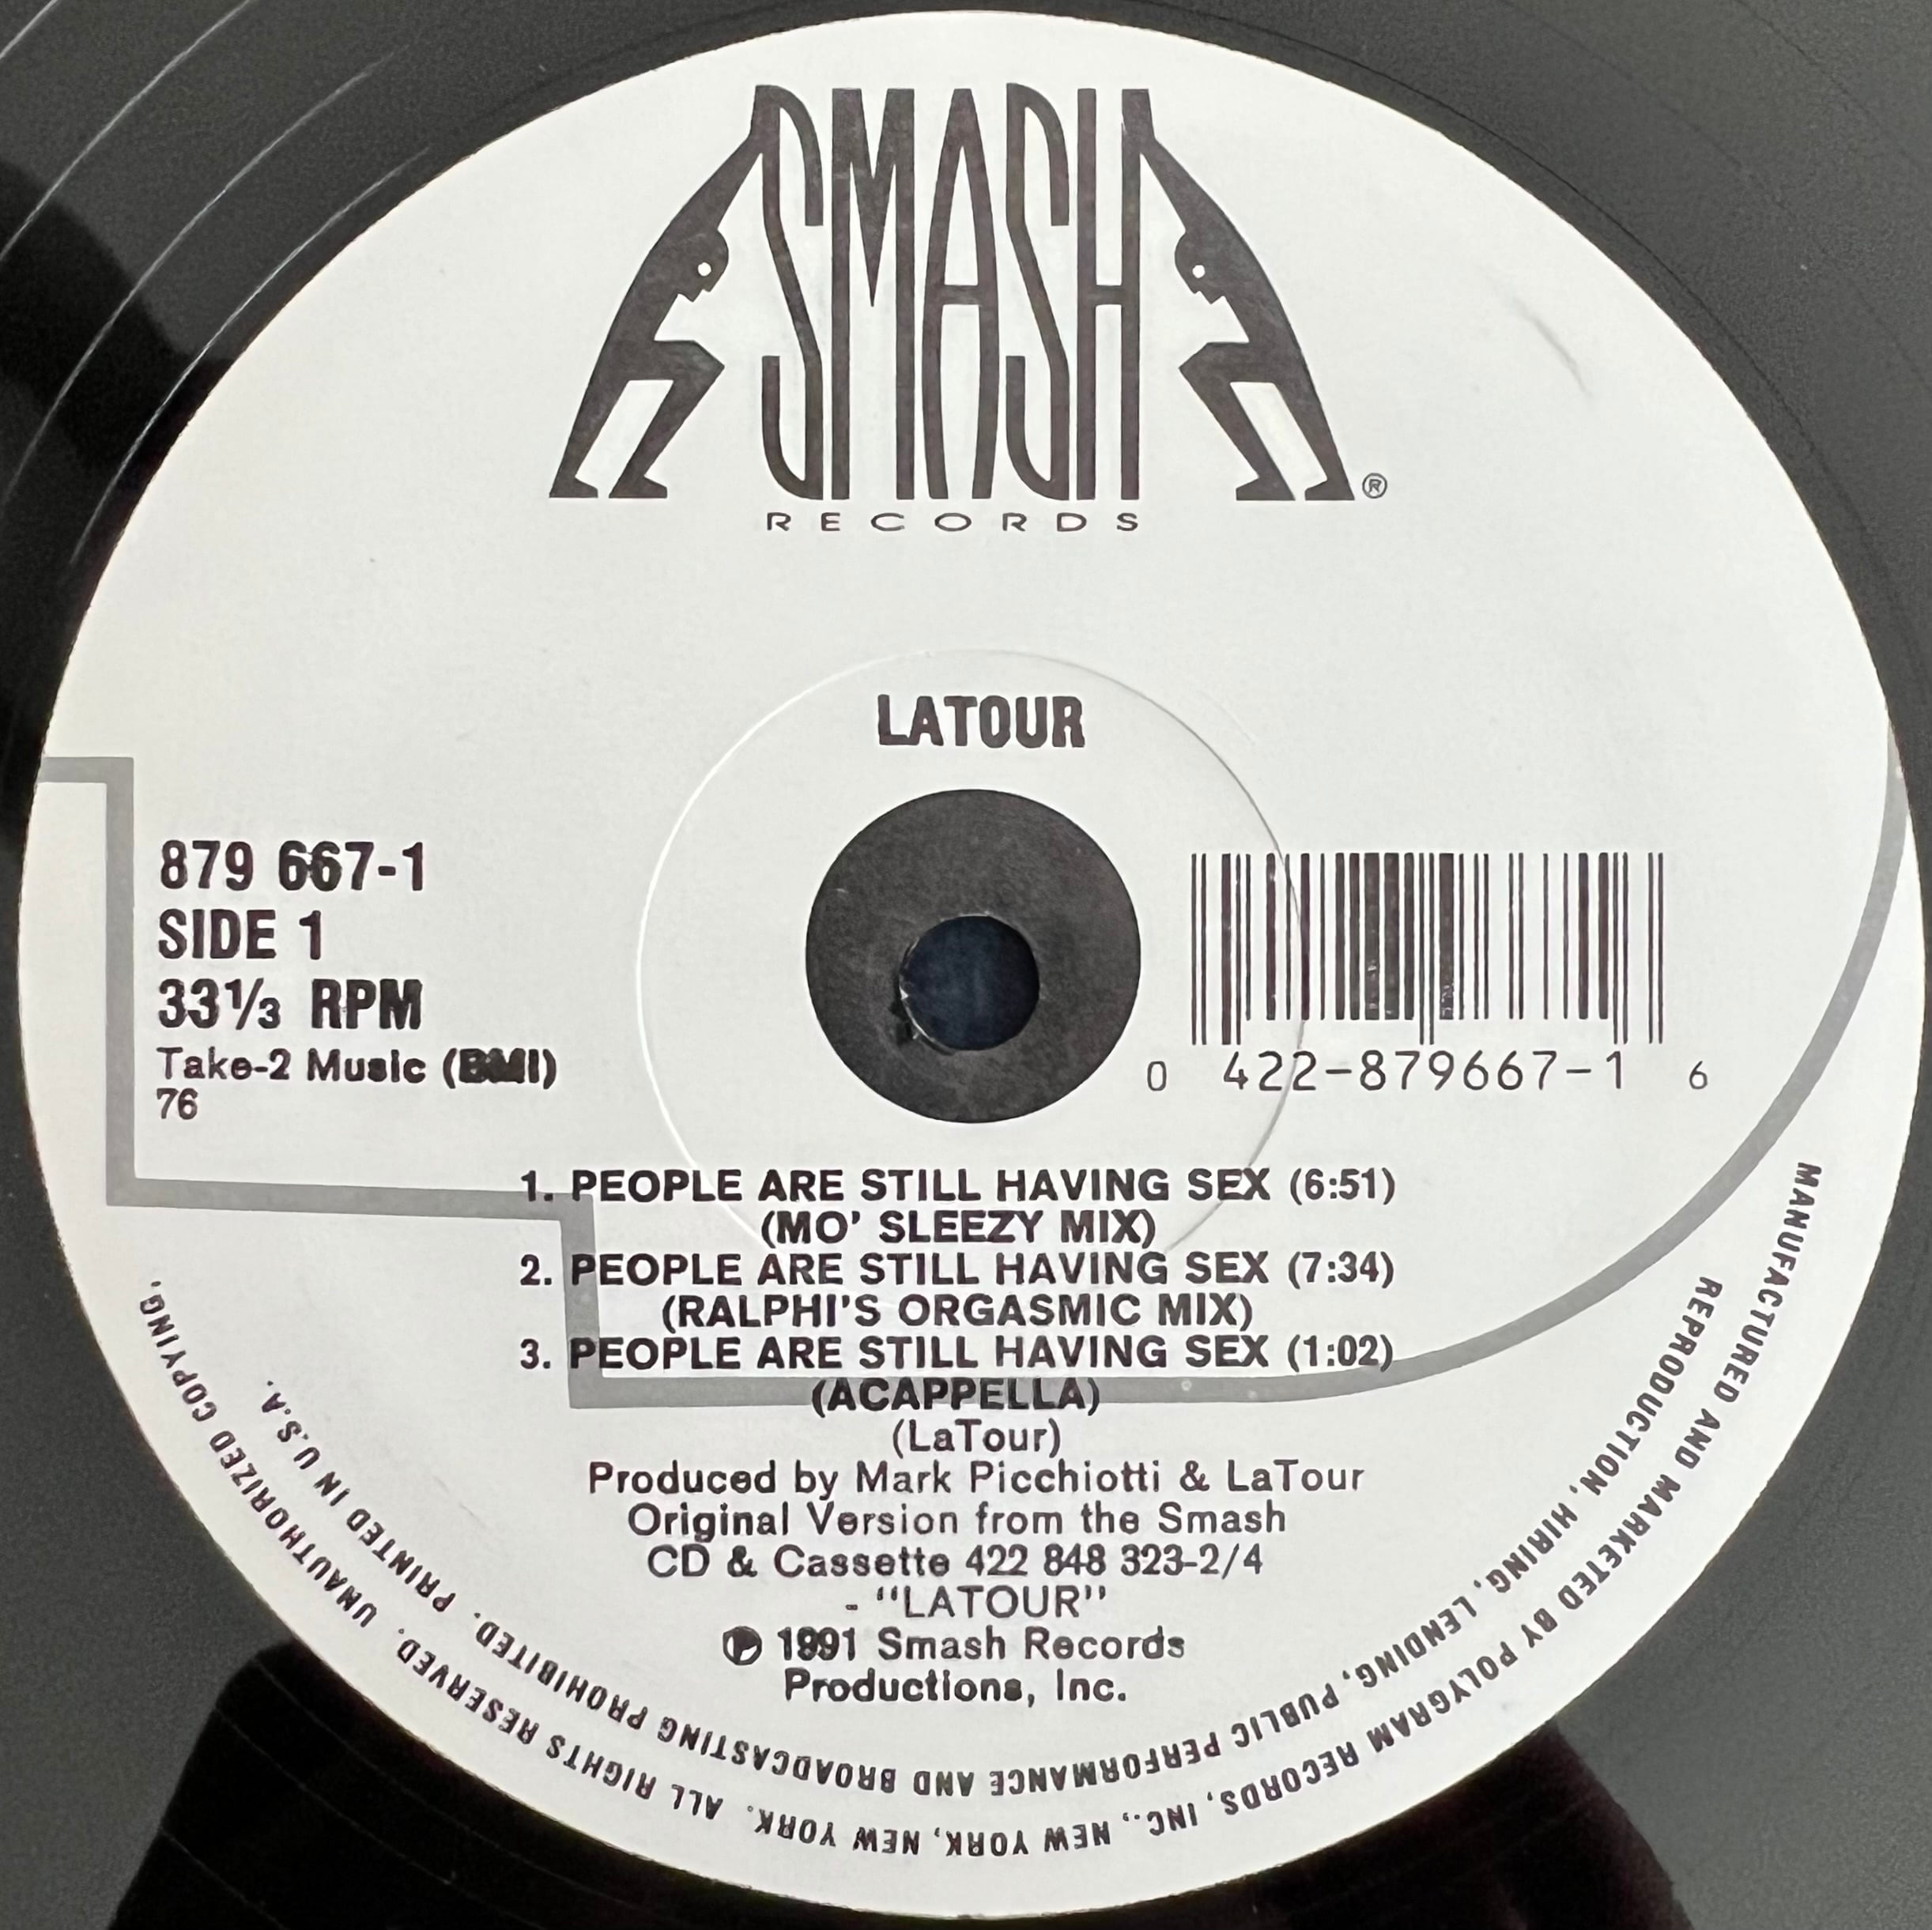 SMASH
®
RECORDS
LATOUR
879 667-1
SIDE 1
33⅓ RPM
Take-2 Music (BMI)
76
0 422-879667-1 6
1. PEOPLE ARE STILL HAVING SEX (6:51)
(MO' SLEEZY MIX)
2. PEOPLE ARE STILL HAVING SEX (7:34)
(RALPHI'S ORGASMIC MIX)
3. PEOPLE ARE STILL HAVING SEX (1:02)
(ACAPPELLA)
(LaTour)
Produced by Mark Picchiotti & LaTour
Original Version from the Smash
CD & Cassette 422 848 323-2/4
- "LATOUR"
℗ 1991 Smash Records
Productions, Inc.
MANUFACTURED AND MARKETED BY POLYGRAM RECORDS, INC., NEW YORK, NEW YORK. ALL RIGHTS RESERVED. UNAUTHORIZED COPYING,
REPRODUCTION, HIRING, LENDING, PUBLIC PERFORMANCE AND BROADCASTING PROHIBITED. PRINTED IN U.S.A.